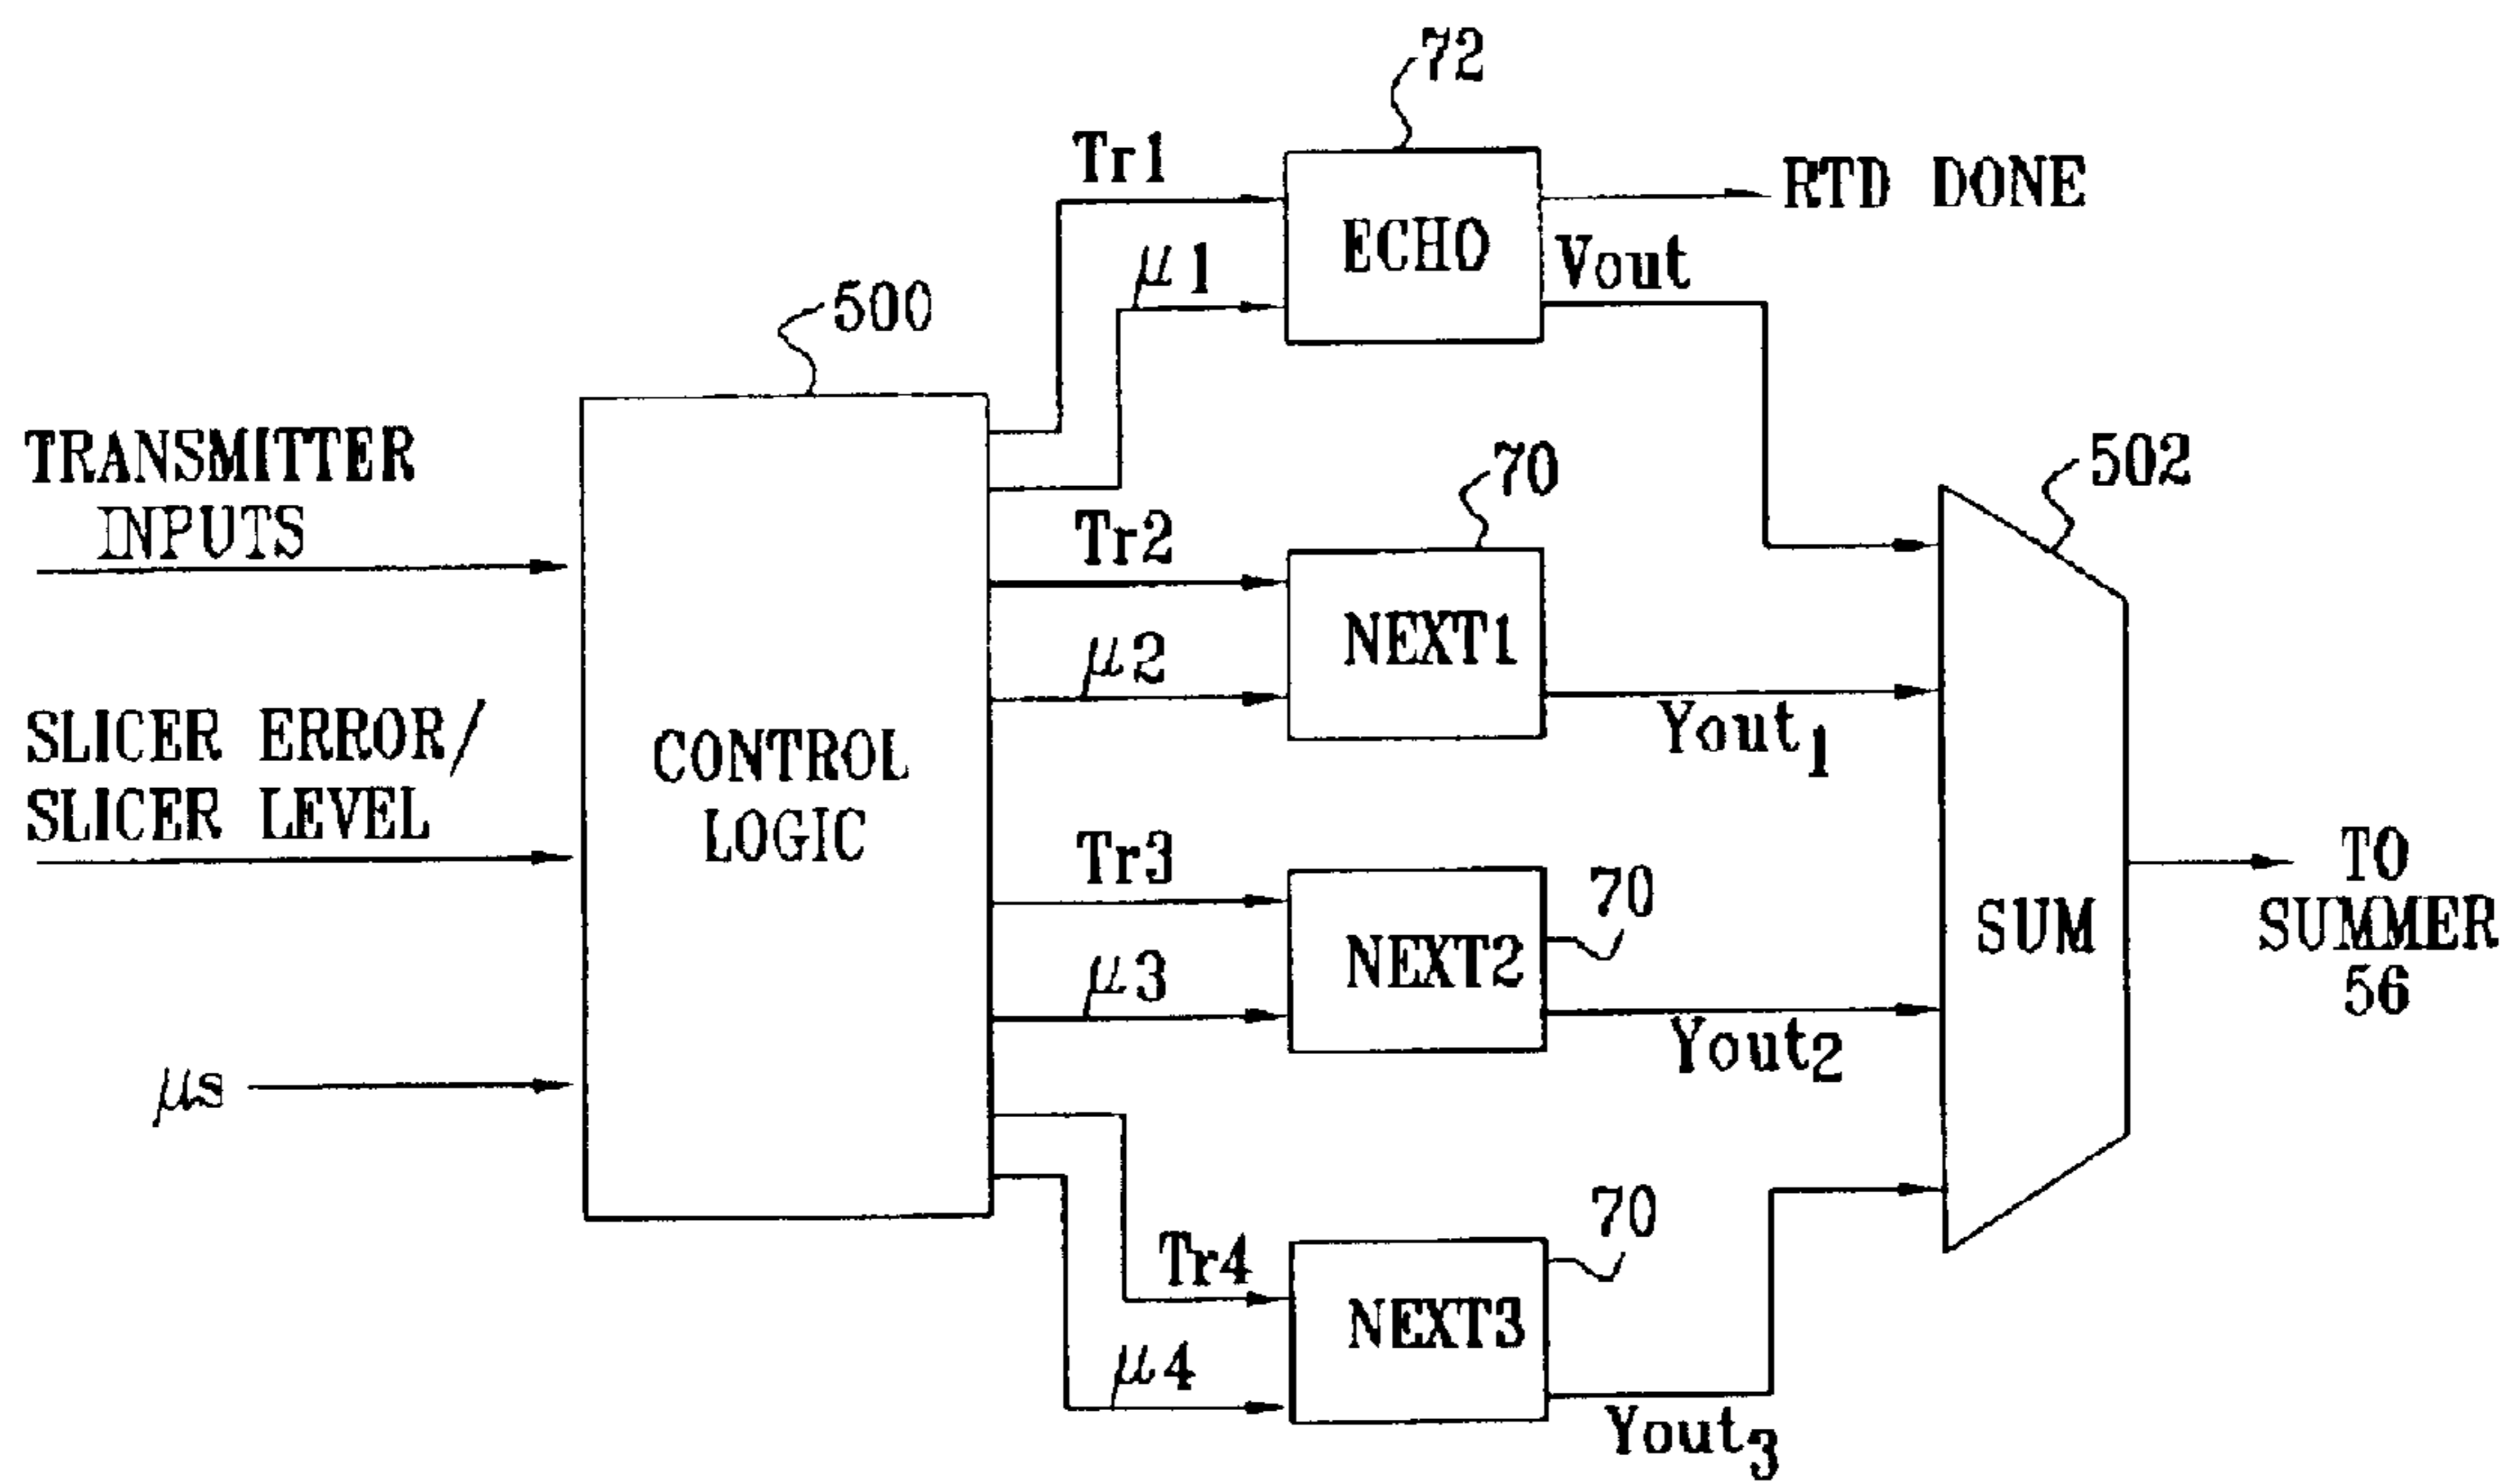 72
Tr1
RTD DONE
ECHO
μ1
Vout
500
TRANSMITTER
INPUTS
70
502
Tr2
NEXT1
μ2
Yout1
SLICER ERROR/
SLICER LEVEL
CONTROL
LOGIC
Tr3
70
TO
SUMMER
56
SUM
NEXT2
μ3
Yout2
μs
70
Tr4
NEXT3
μ4
Yout3